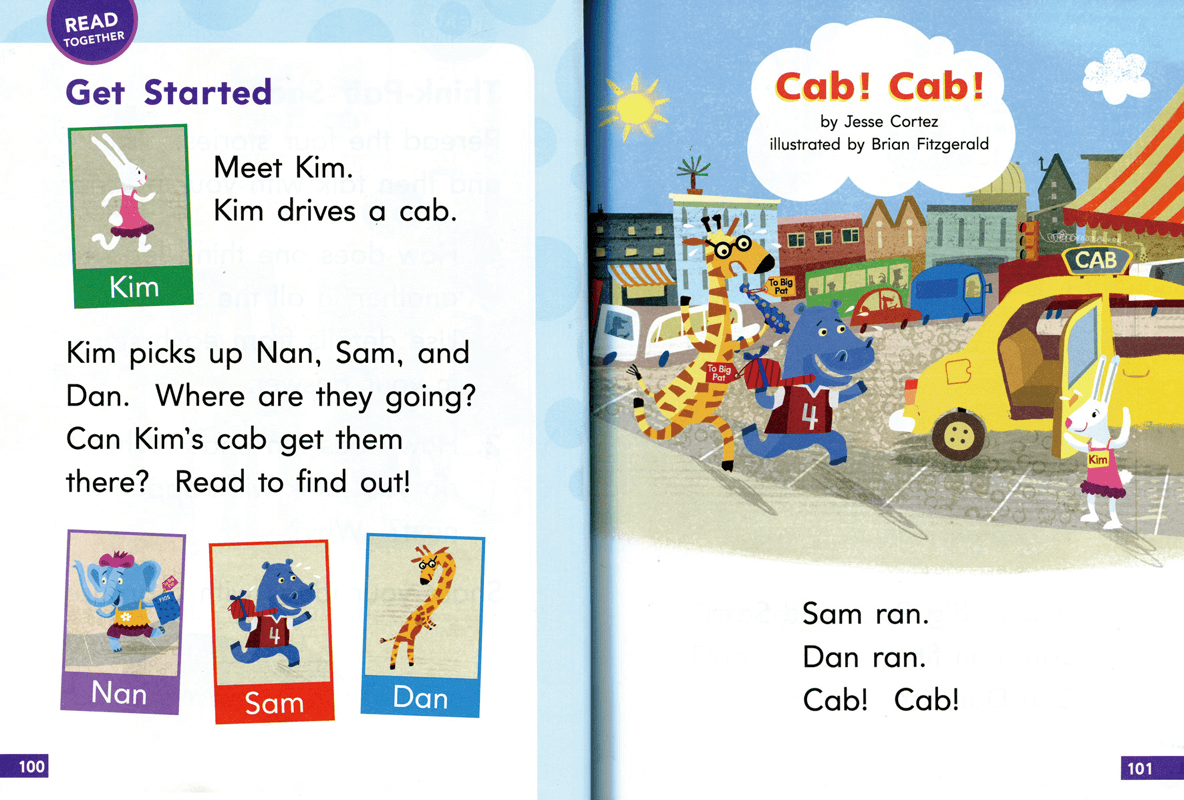 READ
TOGETHER
Get Started
Meet Kim.
Kim drives a cab.
Kim
Kim picks up Nan, Sam, and
Dan. Where are they going?
Can Kim's cab get them
there? Read to find out!
Nan
Sam
4
Dan
100
Cab! Cab!
by Jesse Cortez
illustrated by Brian Fitzgerald
CAB
To Big
Pat
To Big
Pat
4
Kim
Sam ran.
Dan ran.
Cab! Cab!
101